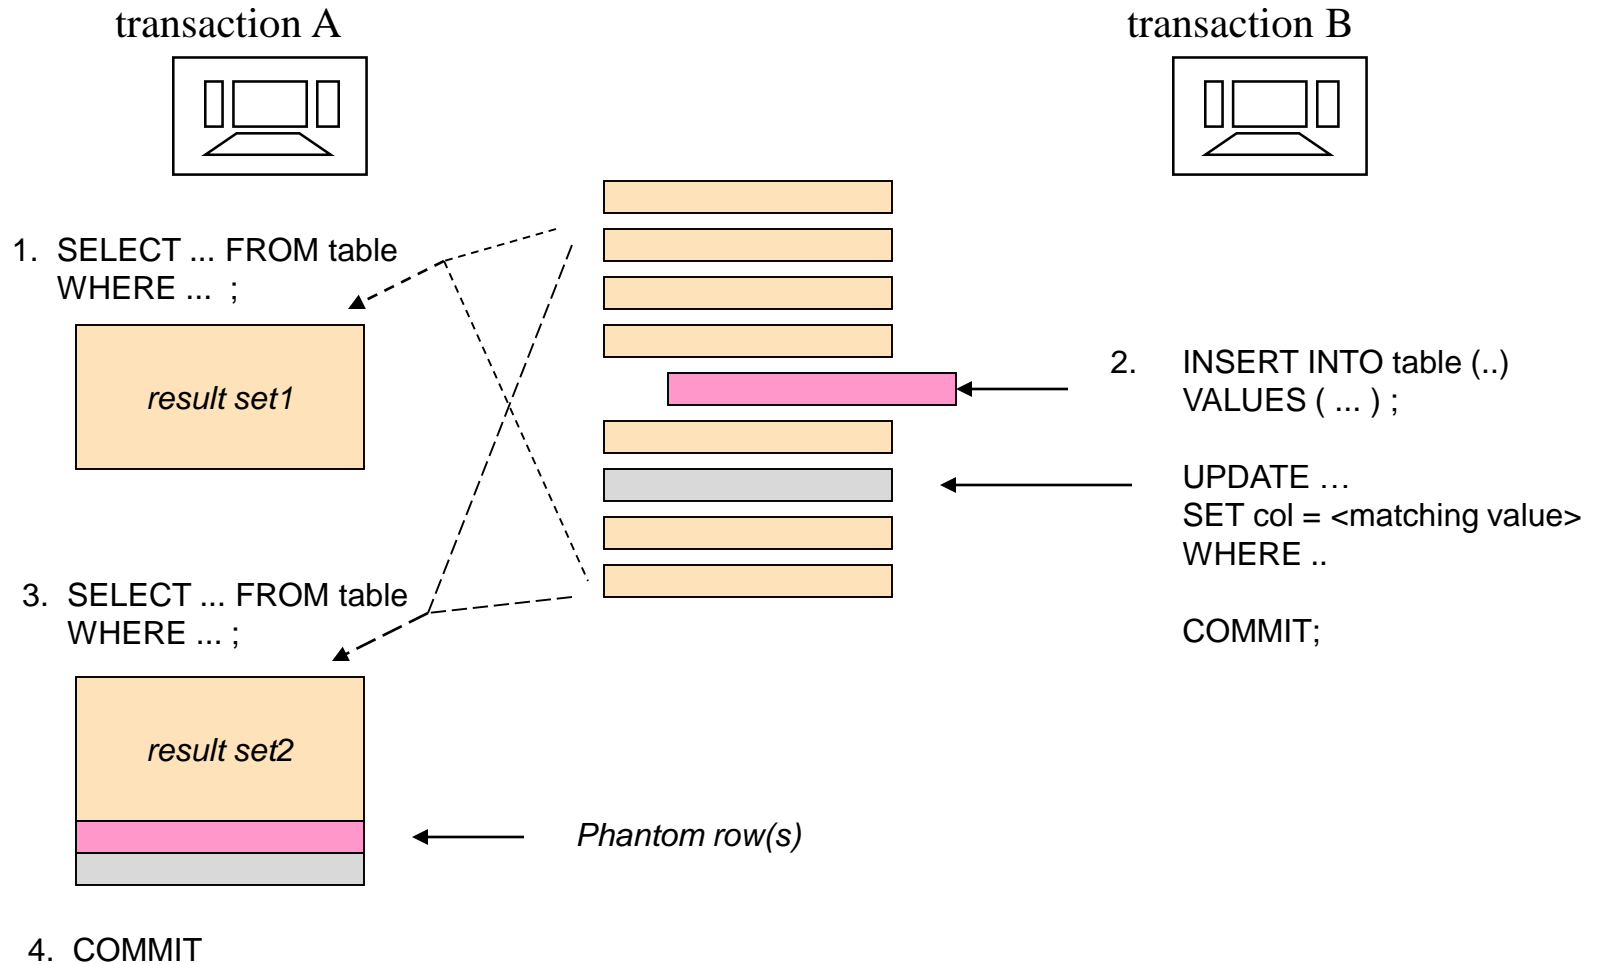 transaction A
transaction B
1. SELECT ... FROM table
WHERE ... ;
result set1
2. INSERT INTO table (..)
VALUES ( ... ) ;
UPDATE …
SET col = <matching value>
WHERE ..
COMMIT;
3. SELECT ... FROM table
WHERE ... ;
result set2
Phantom row(s)
4. COMMIT